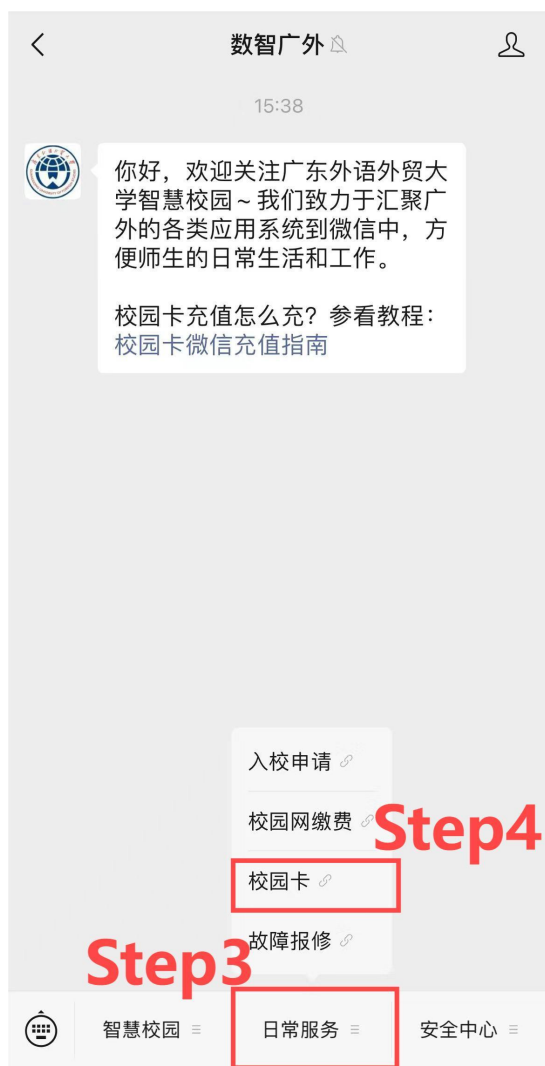 数智广外
15:38
你好，欢迎关注广东外语外贸大
学智慧校园～我们致力于汇聚广
外的各类应用系统到微信中，方
便师生的日常生活和工作。
校园卡充值怎么充？参看教程：
校园卡微信充值指南
入校申请
校园网缴费
Step4
校园卡
故障报修
Step3
智慧校园
日常服务
安全中心